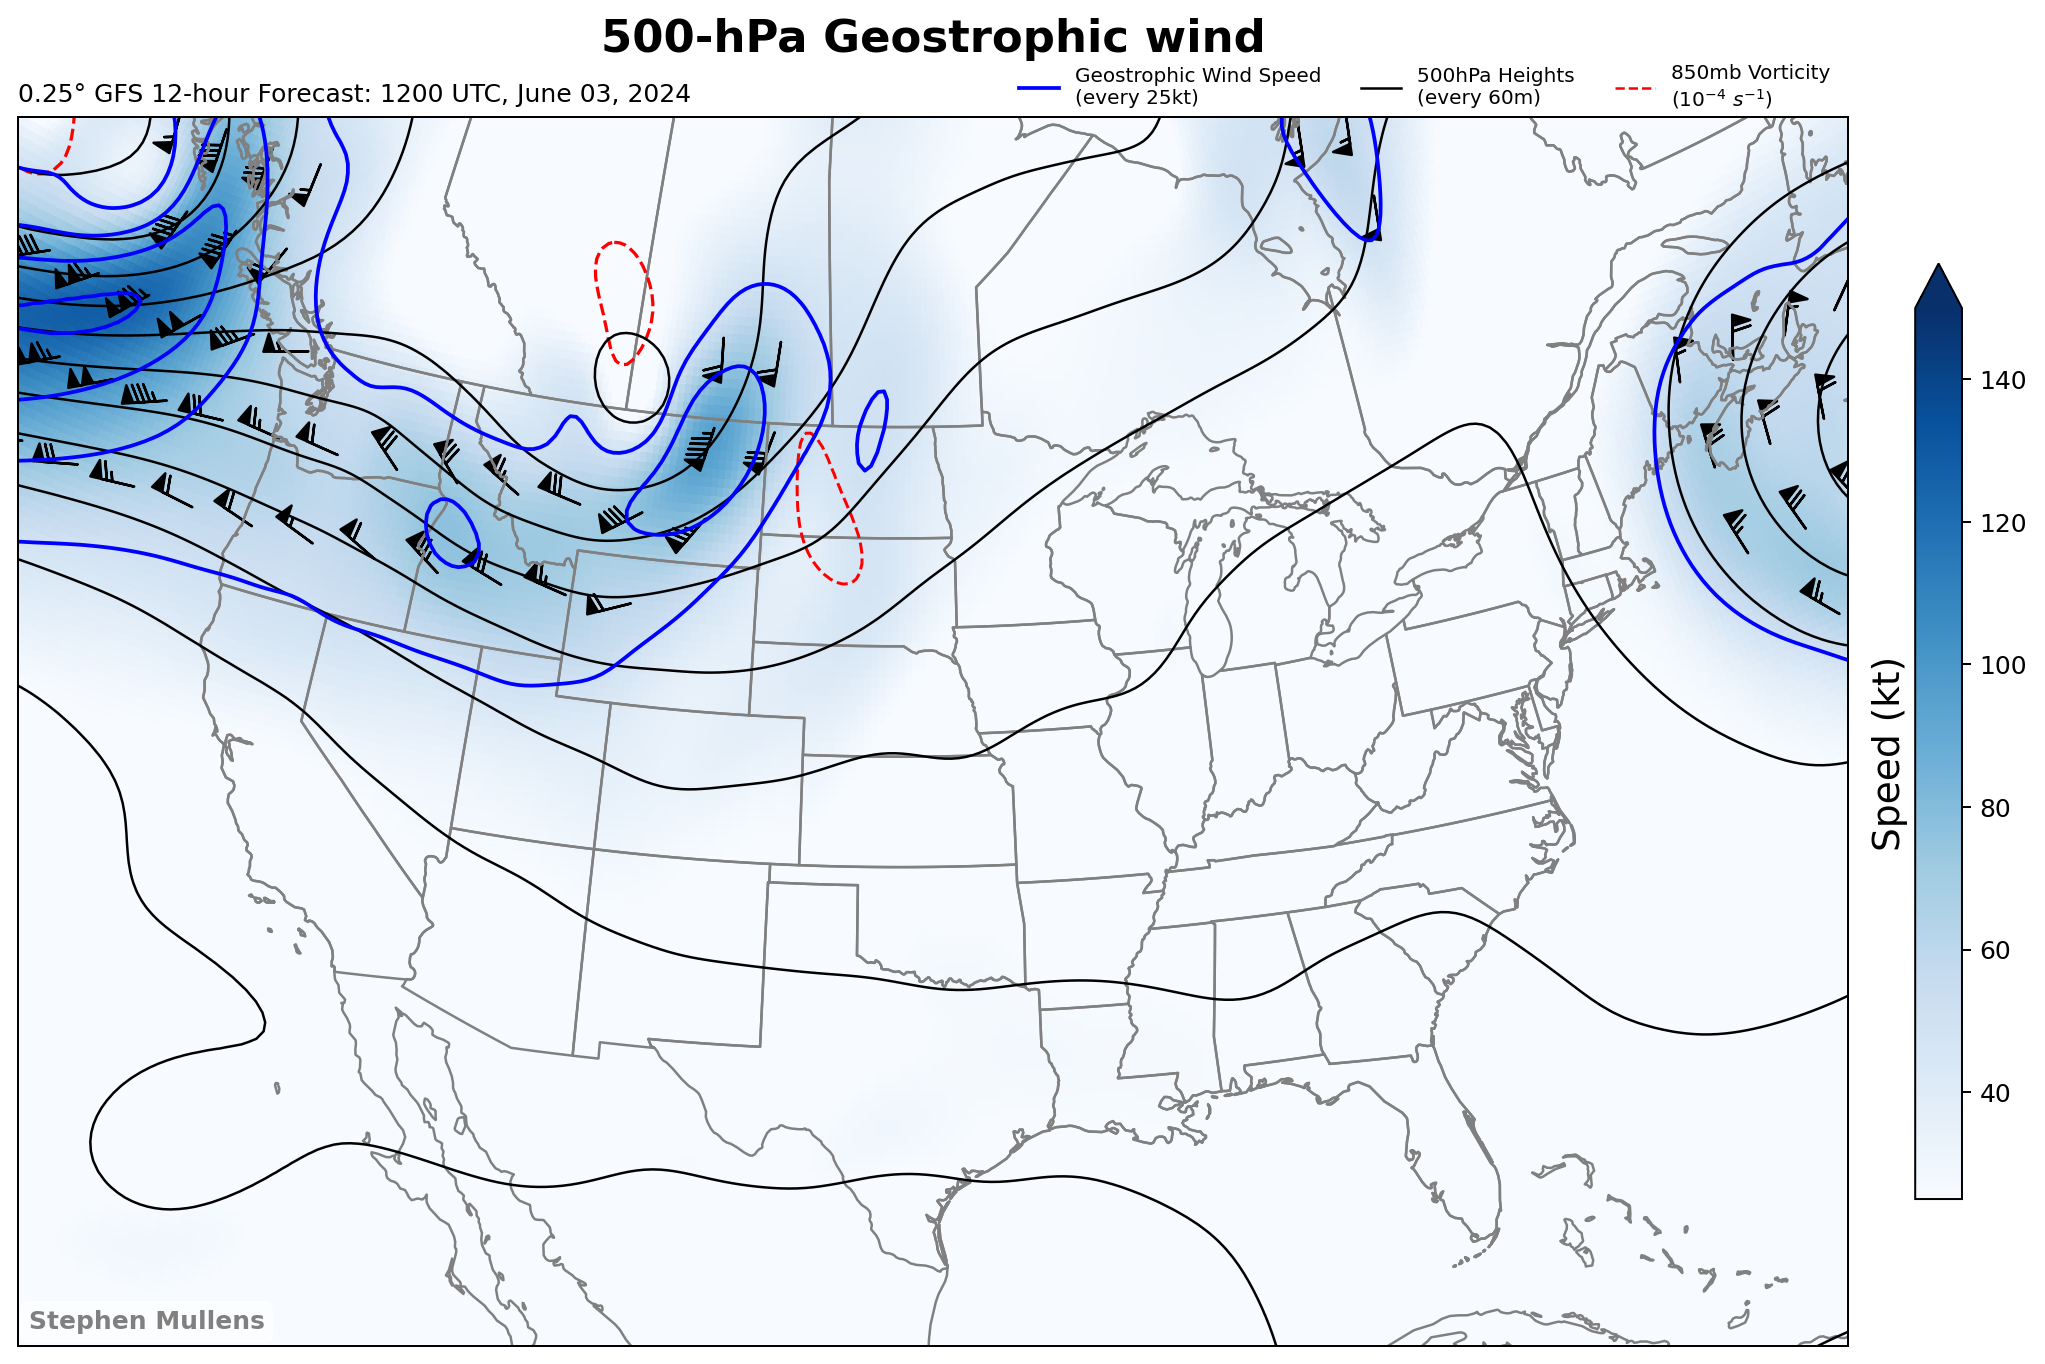 500-hPa Geostrophic wind
0.25° GFS 12-hour Forecast: 1200 UTC, June 03, 2024
Geostrophic Wind Speed
(every 25kt)
500hPa Heights
(every 60m)
850mb Vorticity
(10⁻⁴ s⁻¹)
140
120
100
80
60
40
Speed (kt)
Stephen Mullens